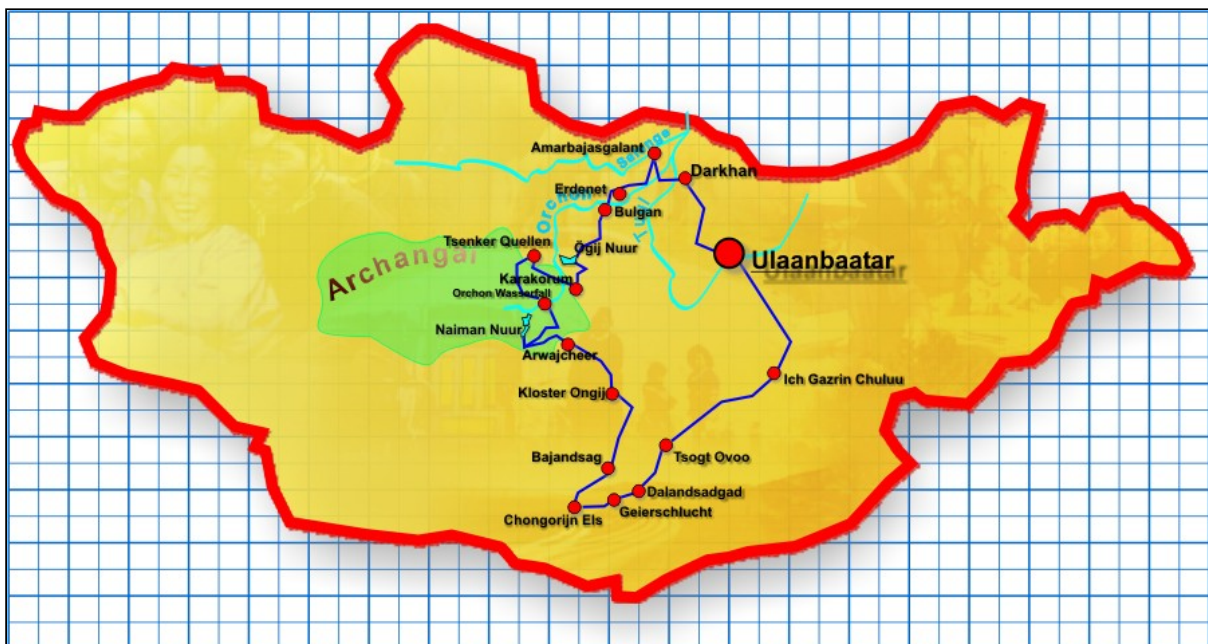 Amarbajasgalant
Selenge
Darkhan
Erdenet
Orchon
Bulgan
Tuul
Tsenker Quellen
Ögij Nuur
Ulaanbaatar
Archangai
Karakorum
Orchon Wasserfall
Naiman Nuur
Arwajcheer
Ich Gazrin Chuluu
Kloster Ongij
Bajandsag
Tsogt Ovoo
Dalandsadgad
Geierschlucht
Chongorijn Els